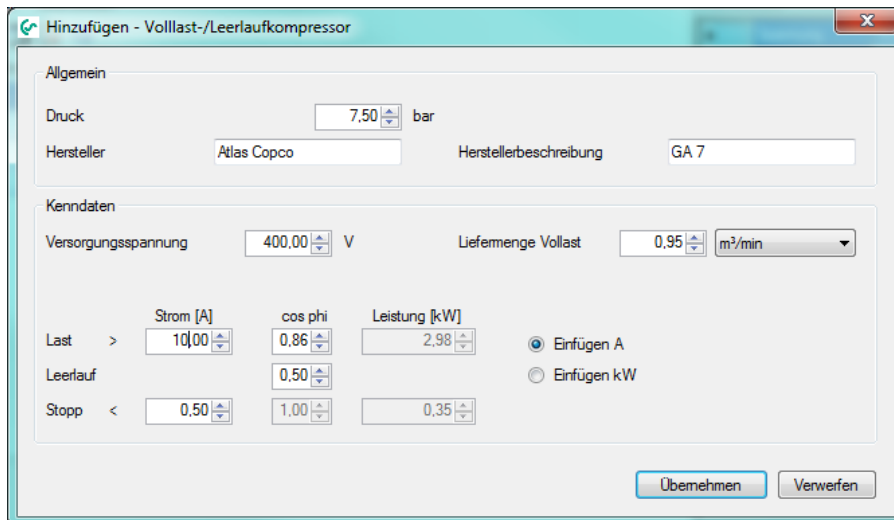 Hinzufügen - Volllast-/Leerlaufkompressor
Allgemein
Druck 7,50 bar
Hersteller Atlas Copco Herstellerbeschreibung GA 7
Kenndaten
Versorgungsspannung 400,00 V Liefermenge Vollast 0,95 m³/min
Strom [A] cos phi Leistung [kW]
Last > 10,00 0,86 2,98 Einfügen A
Leerlauf 0,50 Einfügen kW
Stopp < 0,50 1,00 0,35
Übernehmen Verwerfen